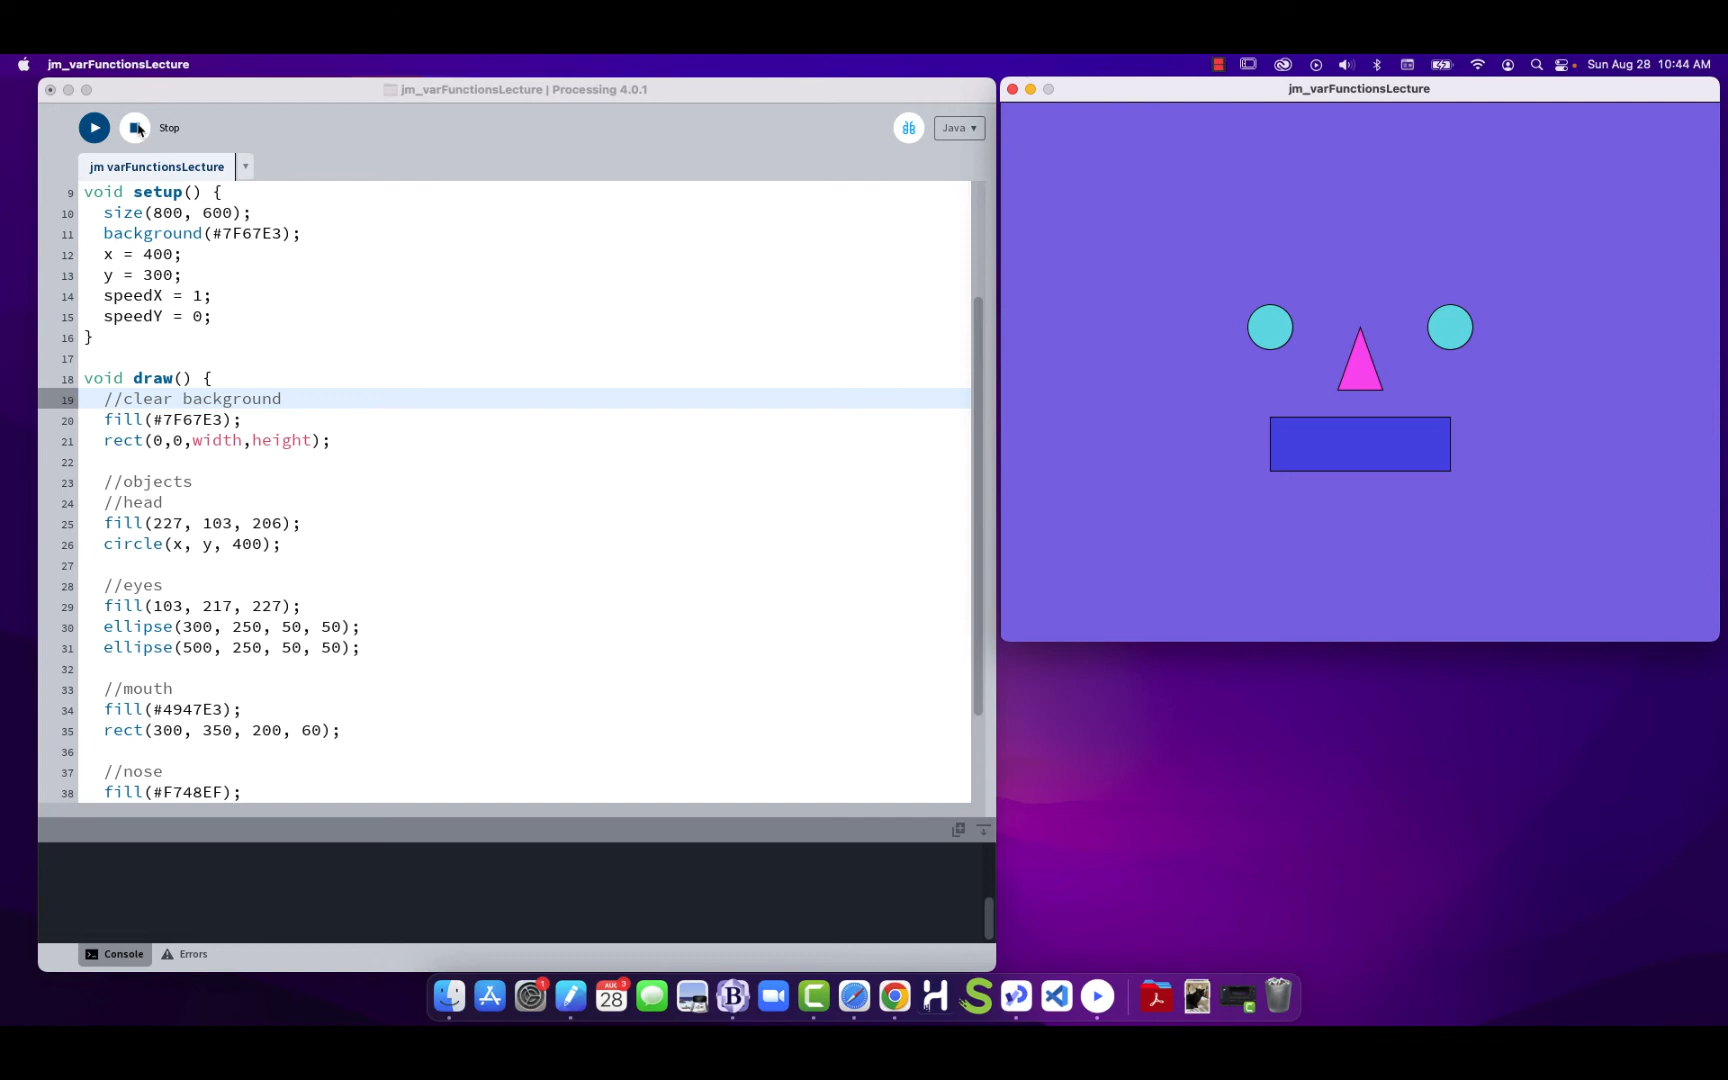 jm_varFunctionsLecture
Sun Aug 28 10:44 AM
jm_varFunctionsLecture | Processing 4.0.1
jm_varFunctionsLecture
Stop
Java ▾
jm varFunctionsLecture
9 void setup() {
10 size(800, 600);
11 background(#7F67E3);
12 x = 400;
13 y = 300;
14 speedX = 1;
15 speedY = 0;
16 }
17
18 void draw() {
19 //clear background
20 fill(#7F67E3);
21 rect(0,0,width,height);
22
23 //objects
24 //head
25 fill(227, 103, 206);
26 circle(x, y, 400);
27
28 //eyes
29 fill(103, 217, 227);
30 ellipse(300, 250, 50, 50);
31 ellipse(500, 250, 50, 50);
32
33 //mouth
34 fill(#4947E3);
35 rect(300, 350, 200, 60);
36
37 //nose
38 fill(#F748EF);
Console
Errors
1
AUG
3
28